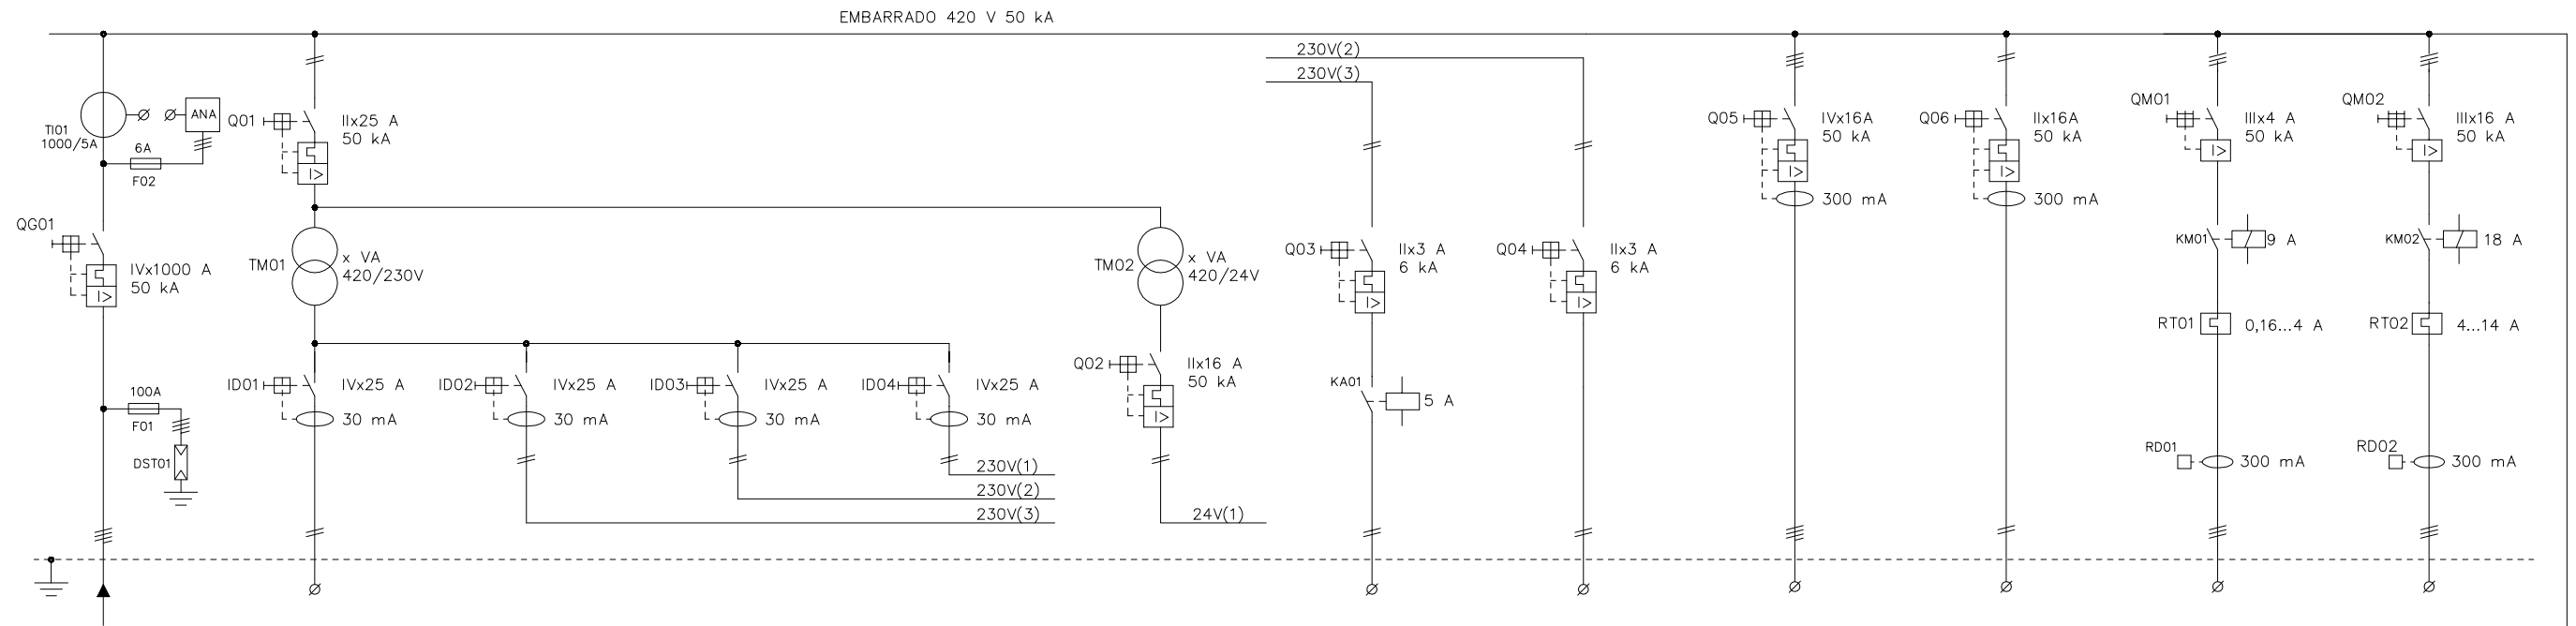 EMBARRADO 420 V 50 kA
TI01
1000/5A
ANA
6A
F02
QG01
IVx1000 A
50 kA
100A
F01
DST01
Q01
IIx25 A
50 kA
TM01
x VA
420/230V
ID01
IVx25 A
30 mA
ID02
IVx25 A
30 mA
ID03
IVx25 A
30 mA
ID04
IVx25 A
30 mA
230V(1)
230V(2)
230V(3)
TM02
x VA
420/24V
Q02
IIx16 A
50 kA
24V(1)
230V(2)
230V(3)
Q03
IIx3 A
6 kA
KA01
5 A
Q04
IIx3 A
6 kA
Q05
IVx16A
50 kA
300 mA
Q06
IIx16A
50 kA
300 mA
QM01
IIIx4 A
50 kA
KM01
9 A
RT01
0,16...4 A
RD01
300 mA
QM02
IIIx16 A
50 kA
KM02
18 A
RT02
4...14 A
RD02
300 mA